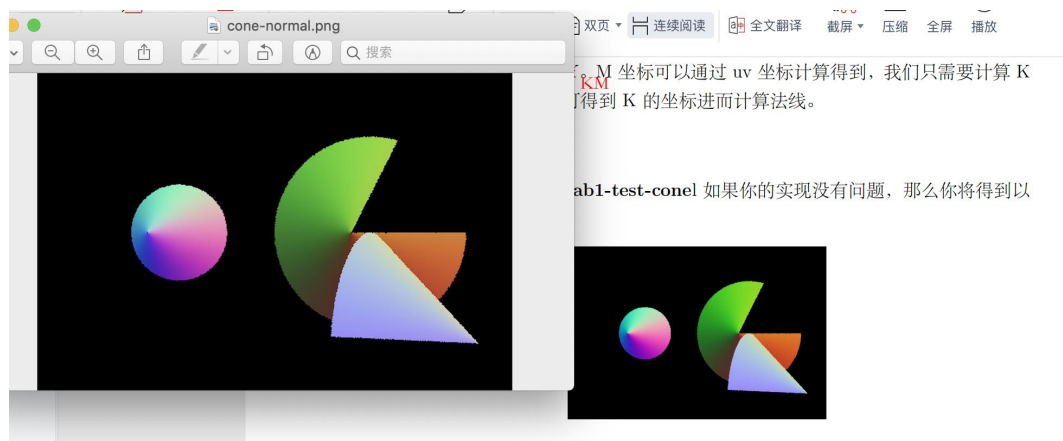 cone-normal.png
搜索
双页
连续阅读
全文翻译
截屏
压缩
全屏
播放
。M 坐标可以通过 uv 坐标计算得到，我们只需要计算 K
KM
得到 K 的坐标进而计算法线。
ab1-test-conel 如果你的实现没有问题，那么你将得到以